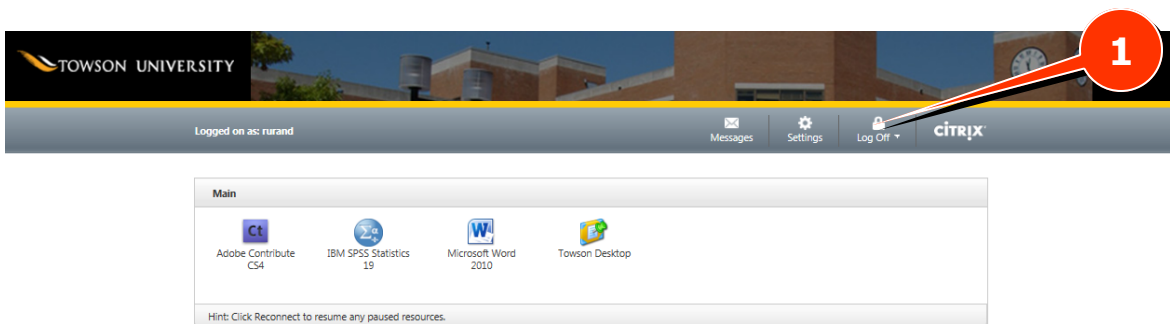 TOWSON UNIVERSITY
1
Logged on as: rurand
Messages
Settings
Log Off
CITRIX
Main
Adobe Contribute
CS4
IBM SPSS Statistics
19
Microsoft Word
2010
Towson Desktop
Hint: Click Reconnect to resume any paused resources.